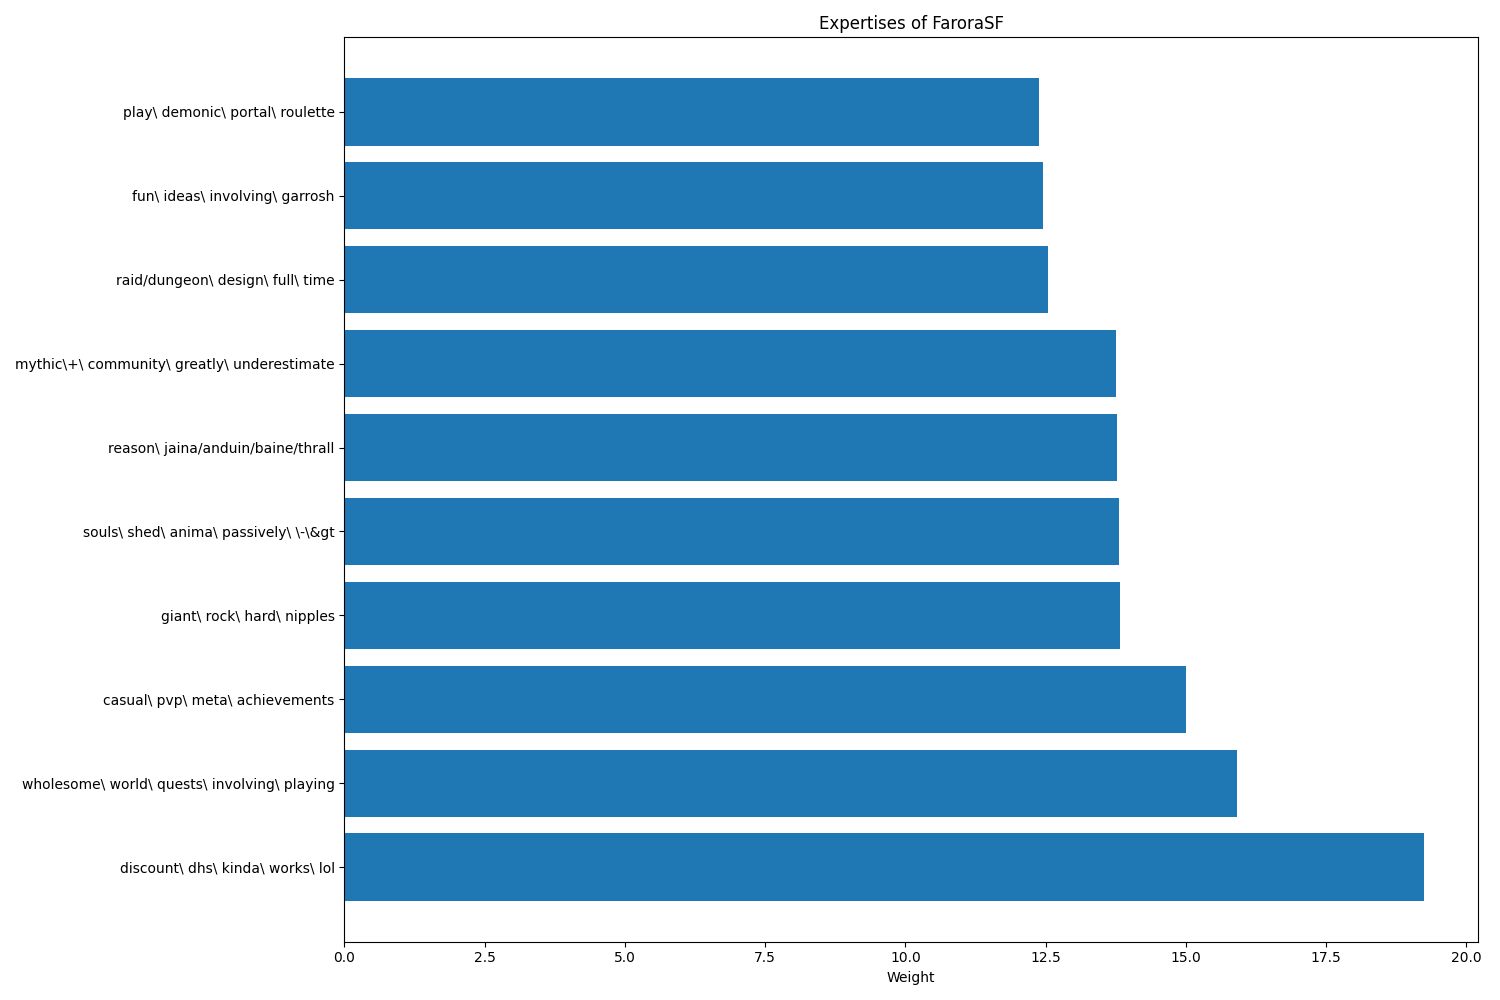 Expertises of FaroraSF
play\ demonic\ portal\ roulette
fun\ ideas\ involving\ garrosh
raid/dungeon\ design\ full\ time
mythic\+\ community\ greatly\ underestimate
reason\ jaina/anduin/baine/thrall
souls\ shed\ anima\ passively\ \-\&gt
giant\ rock\ hard\ nipples
casual\ pvp\ meta\ achievements
wholesome\ world\ quests\ involving\ playing
discount\ dhs\ kinda\ works\ lol
0.0 2.5 5.0 7.5 10.0 12.5 15.0 17.5 20.0
Weight